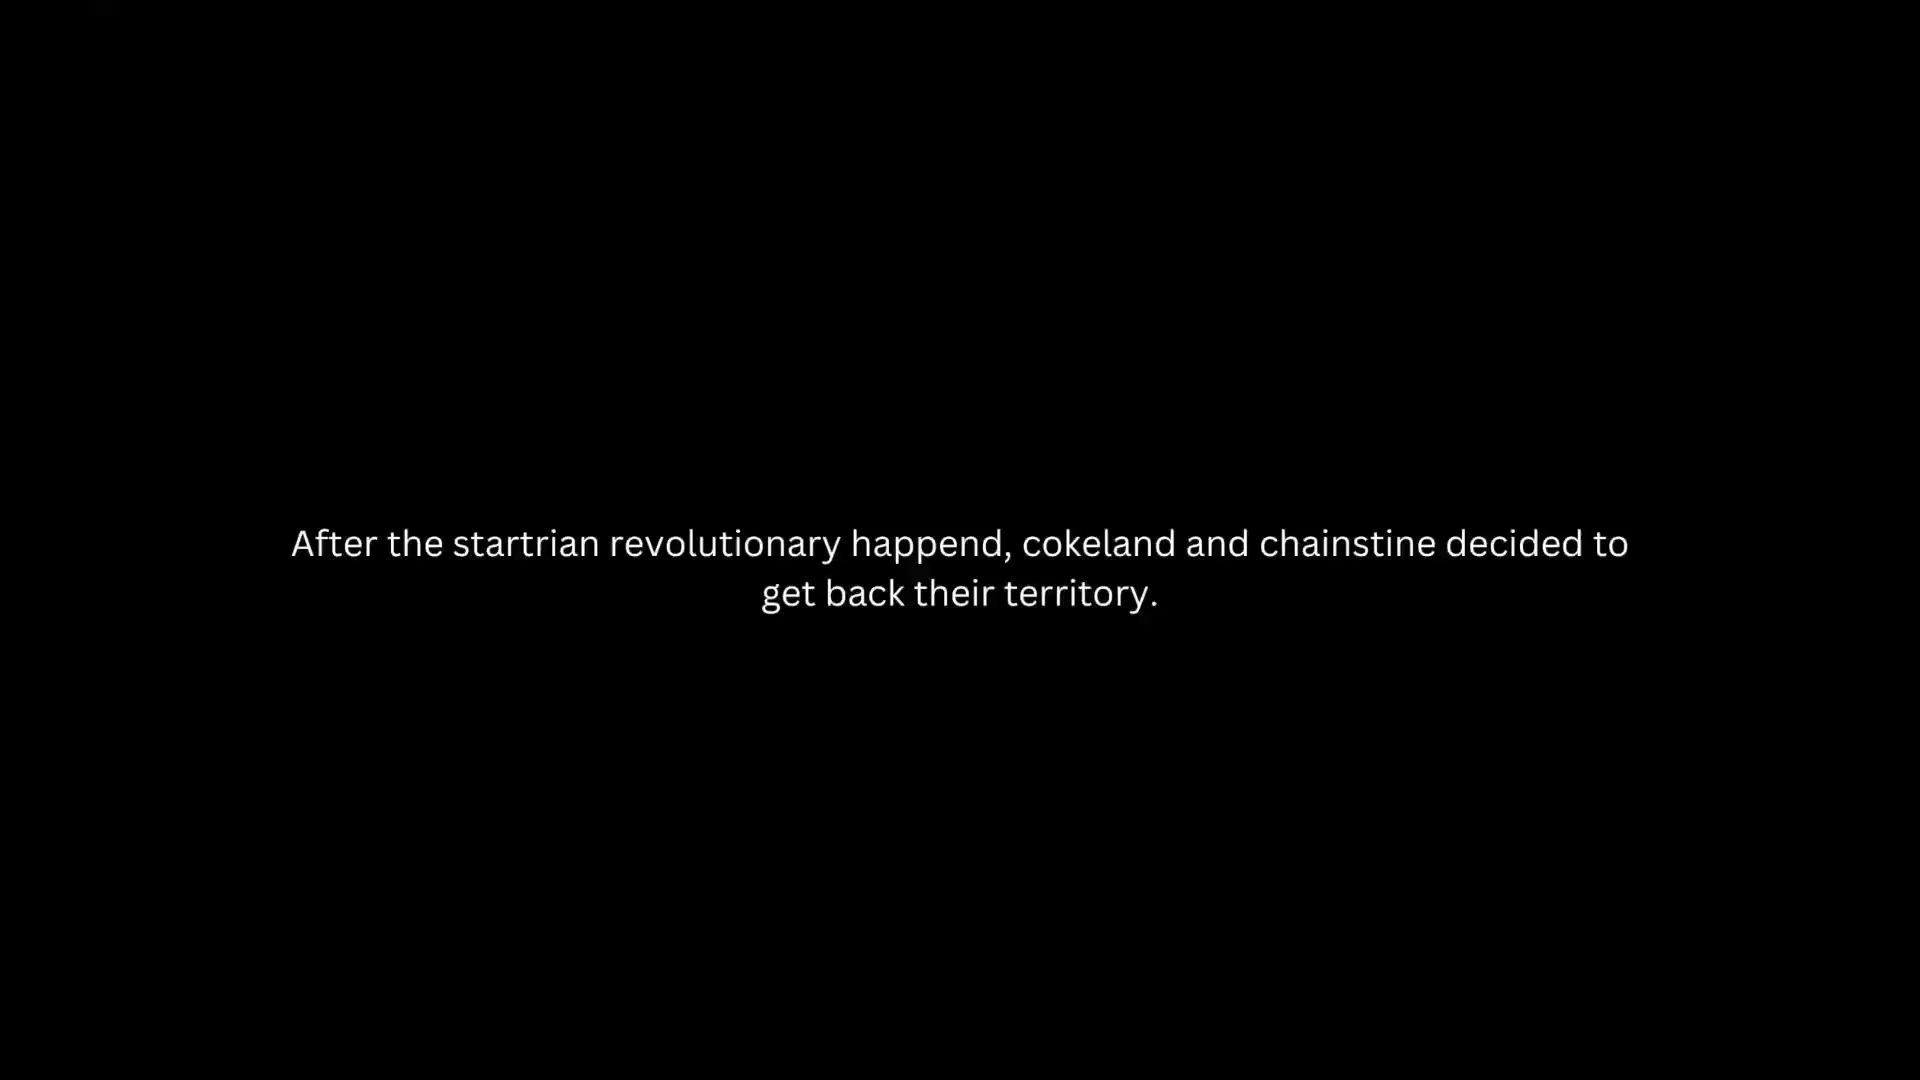 After the startrian revolutionary happend, cokeland and chainstine decided to
get back their territory.